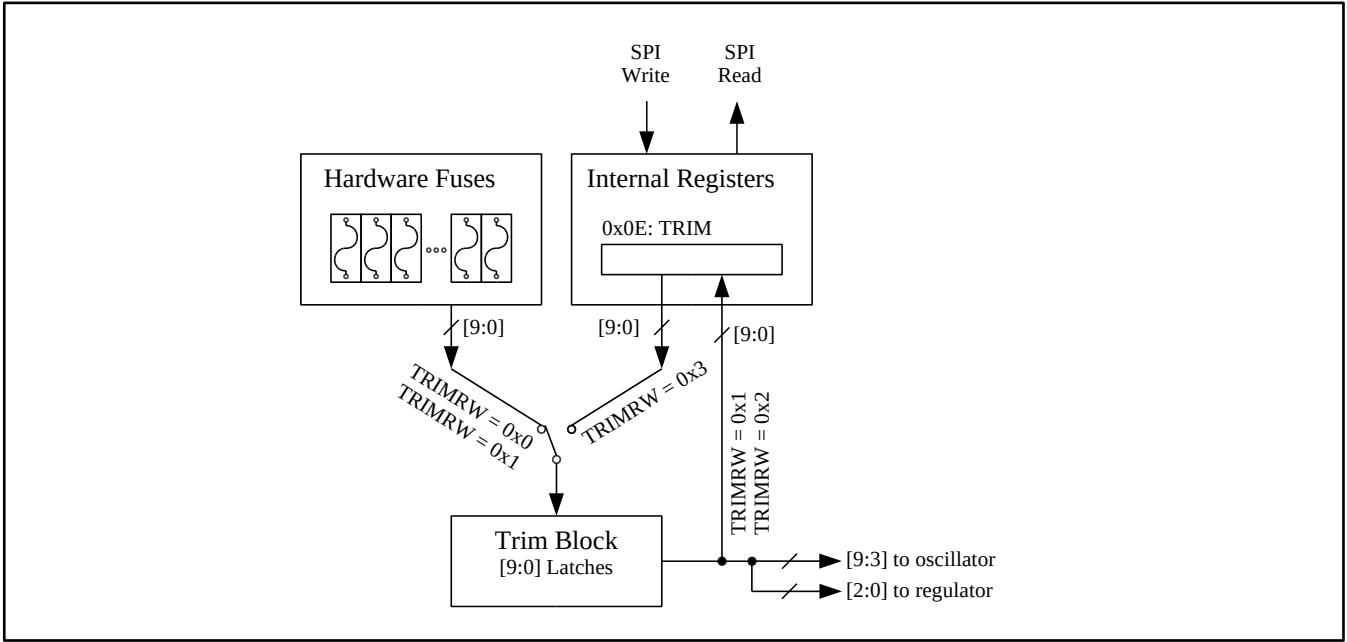 SPI
Write
SPI
Read
Hardware Fuses
Internal Registers
0x0E: TRIM
[9:0]
[9:0]
[9:0]
TRIMRW = 0x0
TRIMRW = 0x1
TRIMRW = 0x3
TRIMRW = 0x1
TRIMRW = 0x2
Trim Block
[9:0] Latches
[9:3] to oscillator
[2:0] to regulator